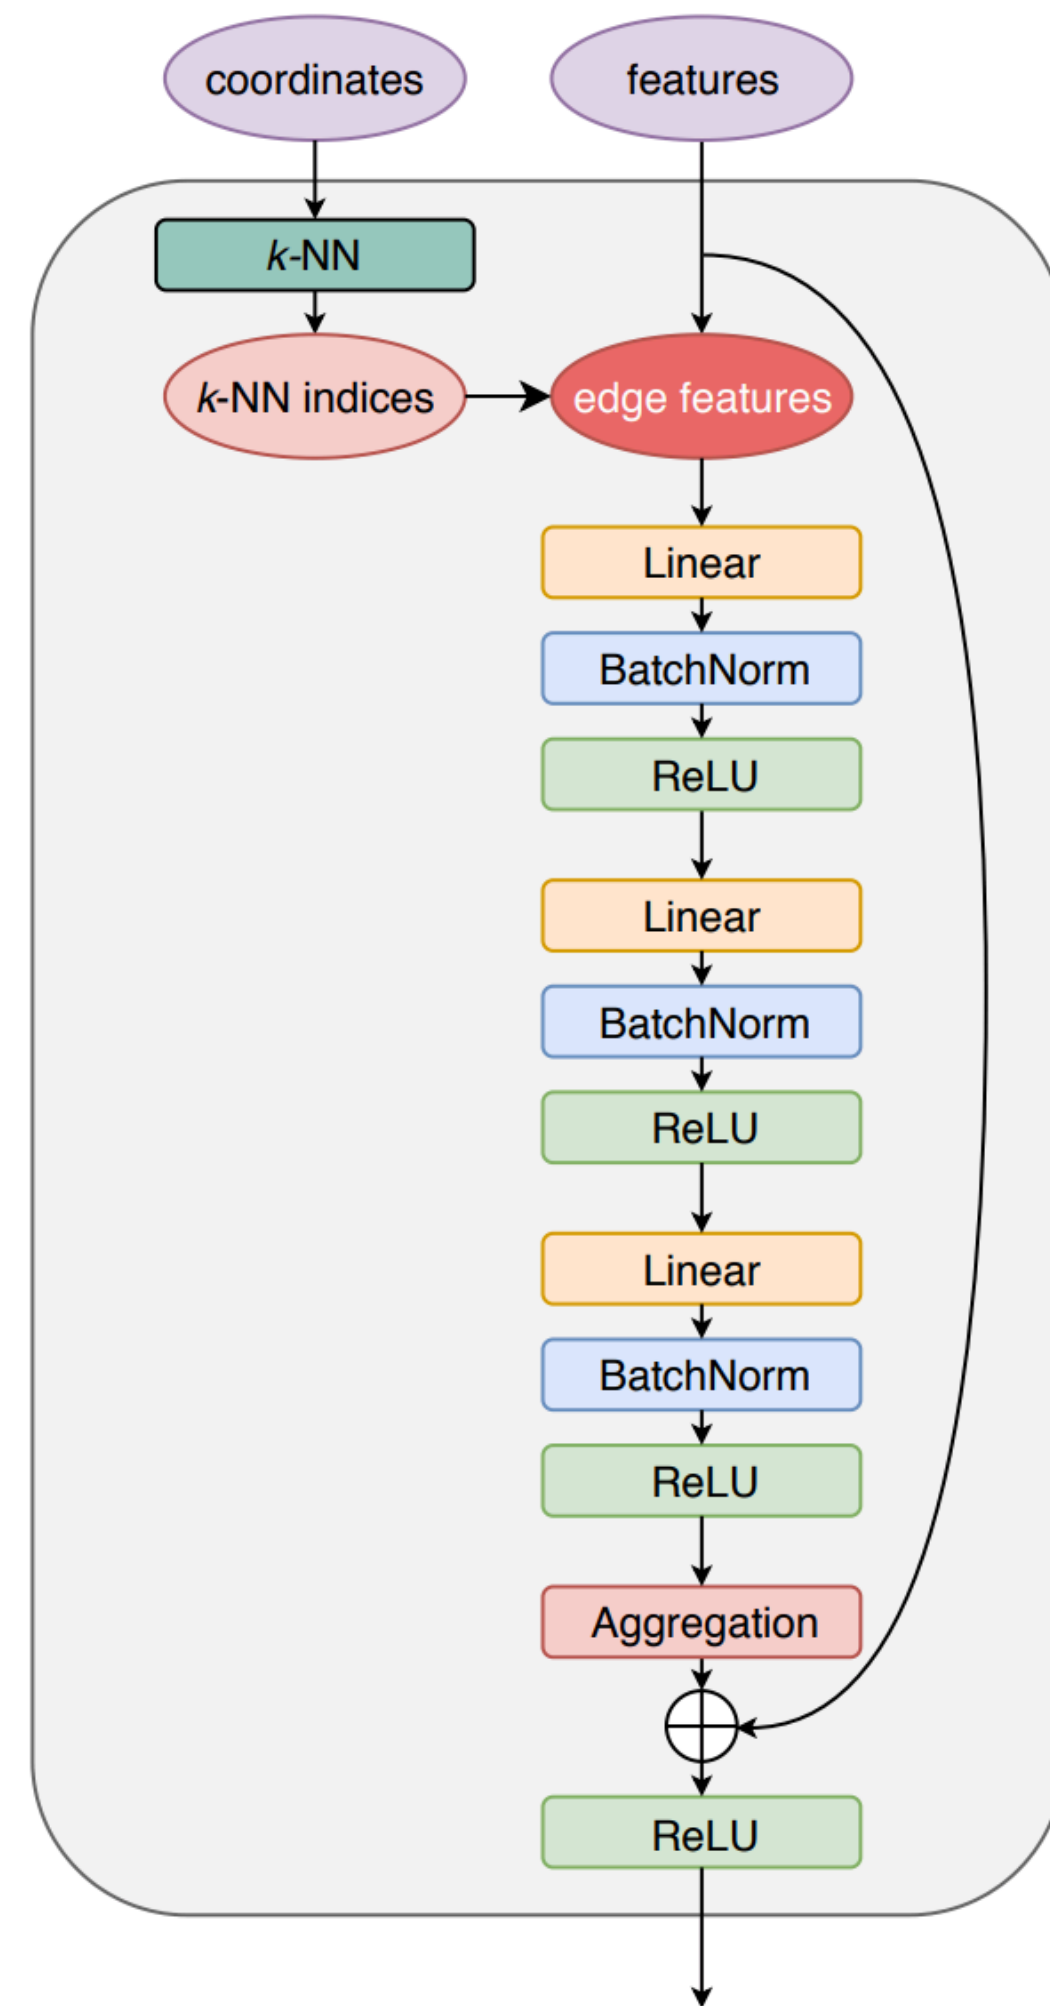 coordinates
features
k-NN
k-NN indices
edge features
Linear
BatchNorm
ReLU
Linear
BatchNorm
ReLU
Linear
BatchNorm
ReLU
Aggregation
ReLU